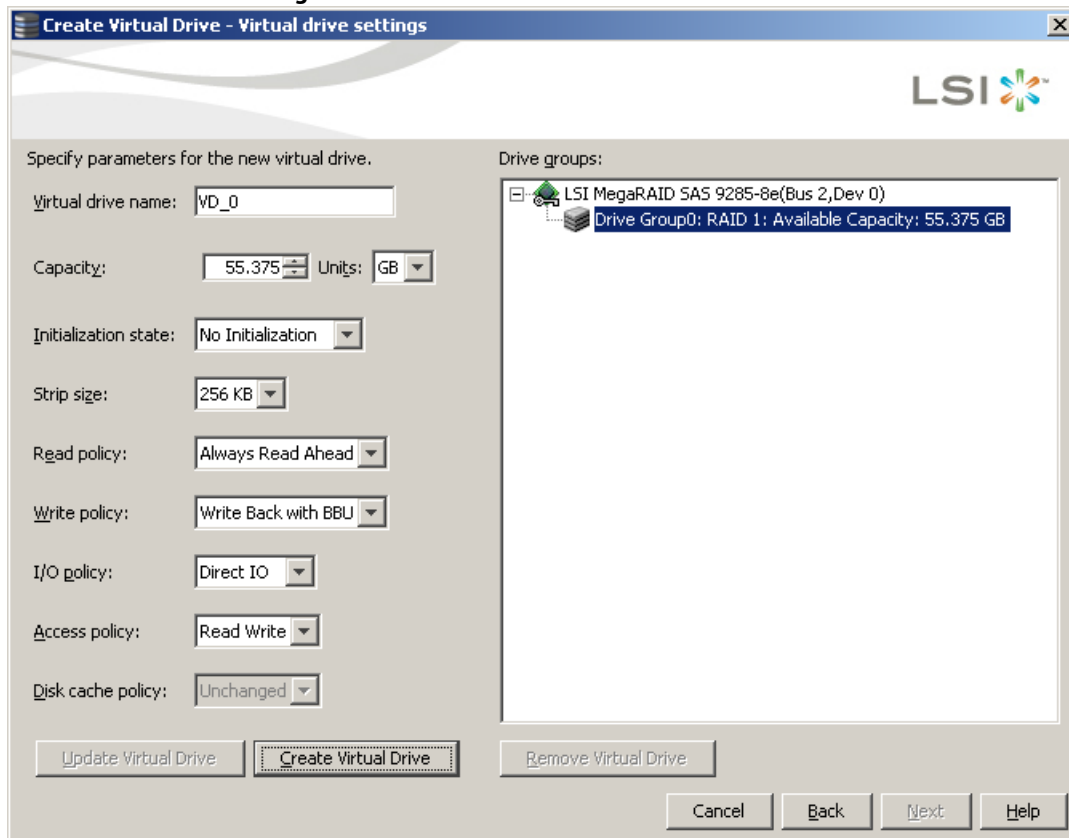 Create Virtual Drive - Virtual drive settings
LSI
Specify parameters for the new virtual drive.
Virtual drive name: VD_0
Capacity: 55.375 Units: GB
Initialization state: No Initialization
Strip size: 256 KB
Read policy: Always Read Ahead
Write policy: Write Back with BBU
I/O policy: Direct IO
Access policy: Read Write
Disk cache policy: Unchanged
Drive groups:
LSI MegaRAID SAS 9285-8e(Bus 2,Dev 0)
Drive Group0: RAID 1: Available Capacity: 55.375 GB
Update Virtual Drive Create Virtual Drive Remove Virtual Drive
Cancel Back Next Help